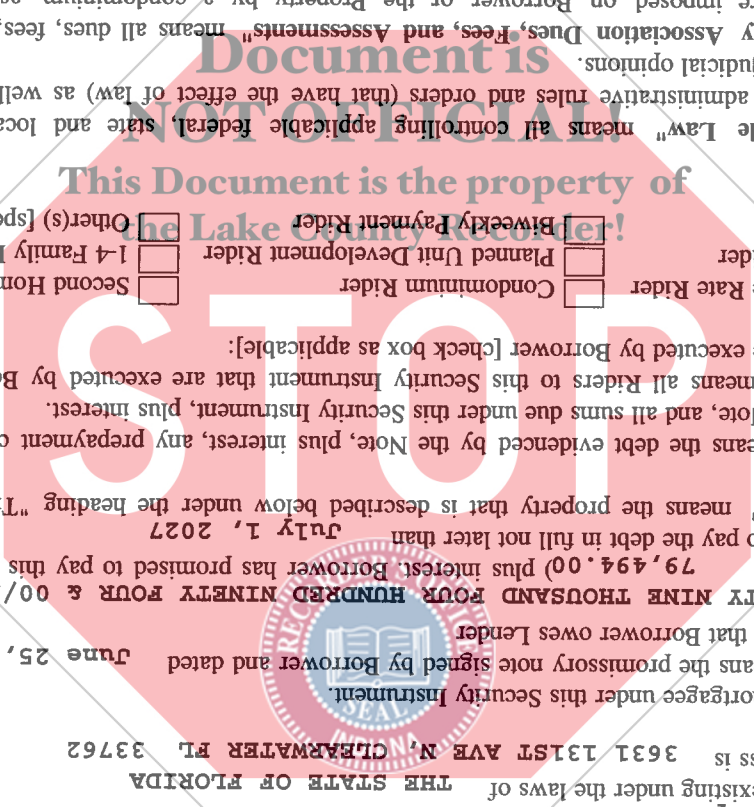 xisting under the laws of THE STATE OF FLORIDA
ss is 3631 131ST AVE N, CLEARWATER FL 33762
ortgagee under this Security Instrument.
ans the promissory note signed by Borrower and dated June 25,
that Borrower owes Lender
TY NINE THOUSAND FOUR HUNDRED NINETY FOUR & 00/
79,494.00) plus interest. Borrower has promised to pay this
o pay the debt in full not later than July 1, 2027
" means the property that is described below under the heading "T
eans the debt evidenced by the Note, plus interest, any prepayment c
Note, and all sums due under this Security Instrument, plus interest.
means all Riders to this Security Instrument that are executed by Bo
e executed by Borrower [check box as applicable]:
e Rate Rider Condominium Rider Second Hom
der Planned Unit Development Rider 1-4 Family
Biweekly Payment Rider Other(s) [spe
le Law" means all controlling applicable federal, state and loca
administrative rules and orders (that have the effect of law) as well
judicial opinions.
y Association Dues, Fees, and Assessments" means all dues, fees,
re imposed on Borrower or the Property by a condominium
Document is
NOT OFFICIAL!
This Document is the property of
the Lake County Recorder!
STOP
RECORDER'S
SEAL
INDIANA